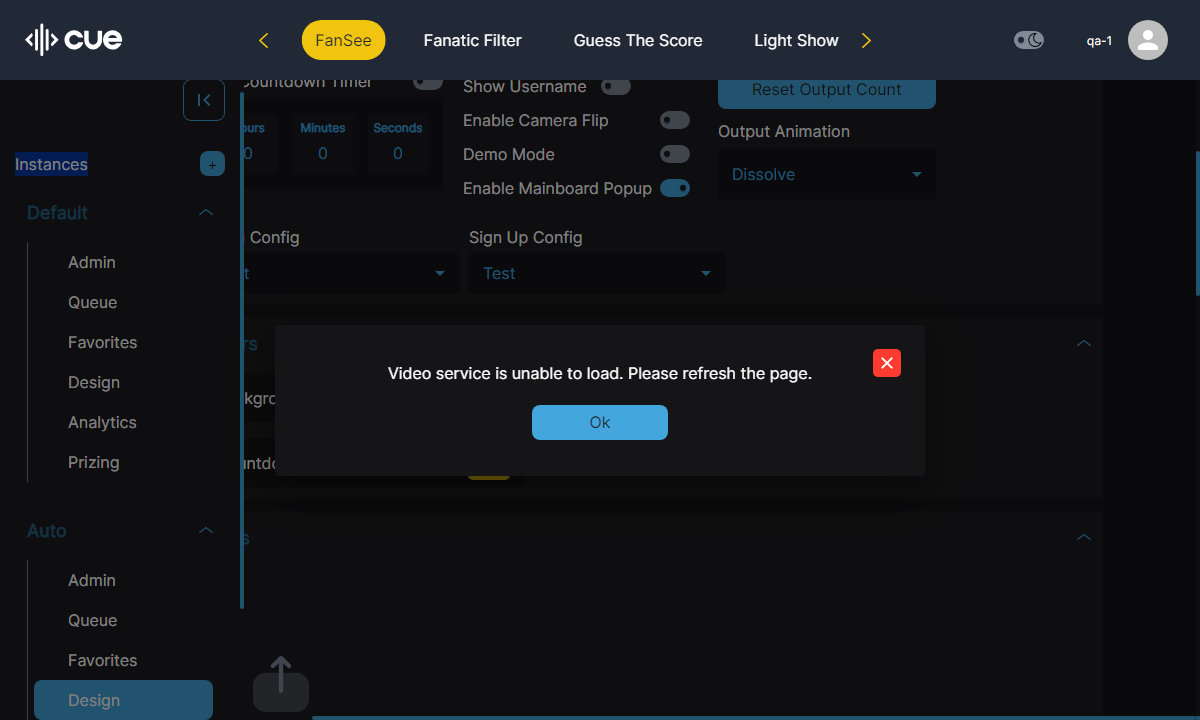 cue
FanSee
Fanatic Filter
Guess The Score
Light Show
qa-1
Countdown Timer
Show Username
Reset Output Count
Enable Camera Flip
Output Animation
ours
Minutes
Seconds
0
0
0
Demo Mode
Dissolve
Enable Mainboard Popup
Instances
+
Default
Config
Sign Up Config
t
Test
Admin
Queue
Favorites
Design
Analytics
Prizing
rs
Video service is unable to load. Please refresh the page.
kgro
Ok
untdo
Auto
s
Admin
Queue
Favorites
Design